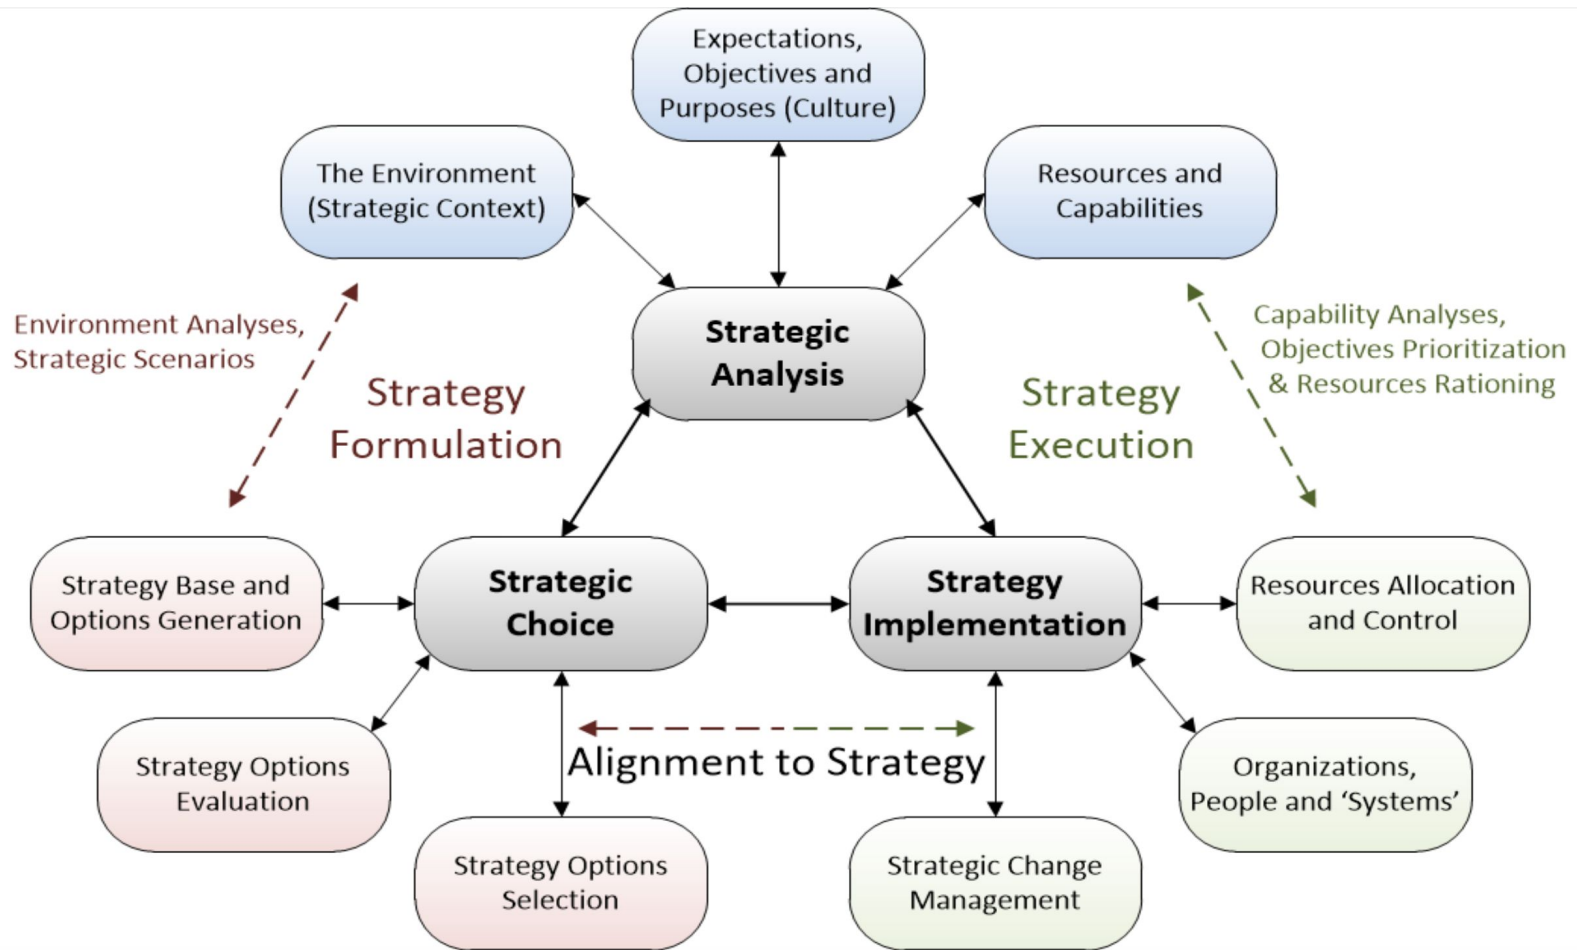 Expectations,
Objectives and
Purposes (Culture)
The Environment
(Strategic Context)
Resources and
Capabilities
Environment Analyses,
Strategic Scenarios
Strategic
Analysis
Capability Analyses,
Objectives Prioritization
& Resources Rationing
Strategy
Formulation
Strategy
Execution
Strategy Base and
Options Generation
Strategic
Choice
Strategy
Implementation
Resources Allocation
and Control
Strategy Options
Evaluation
Alignment to Strategy
Organizations,
People and ‘Systems’
Strategy Options
Selection
Strategic Change
Management